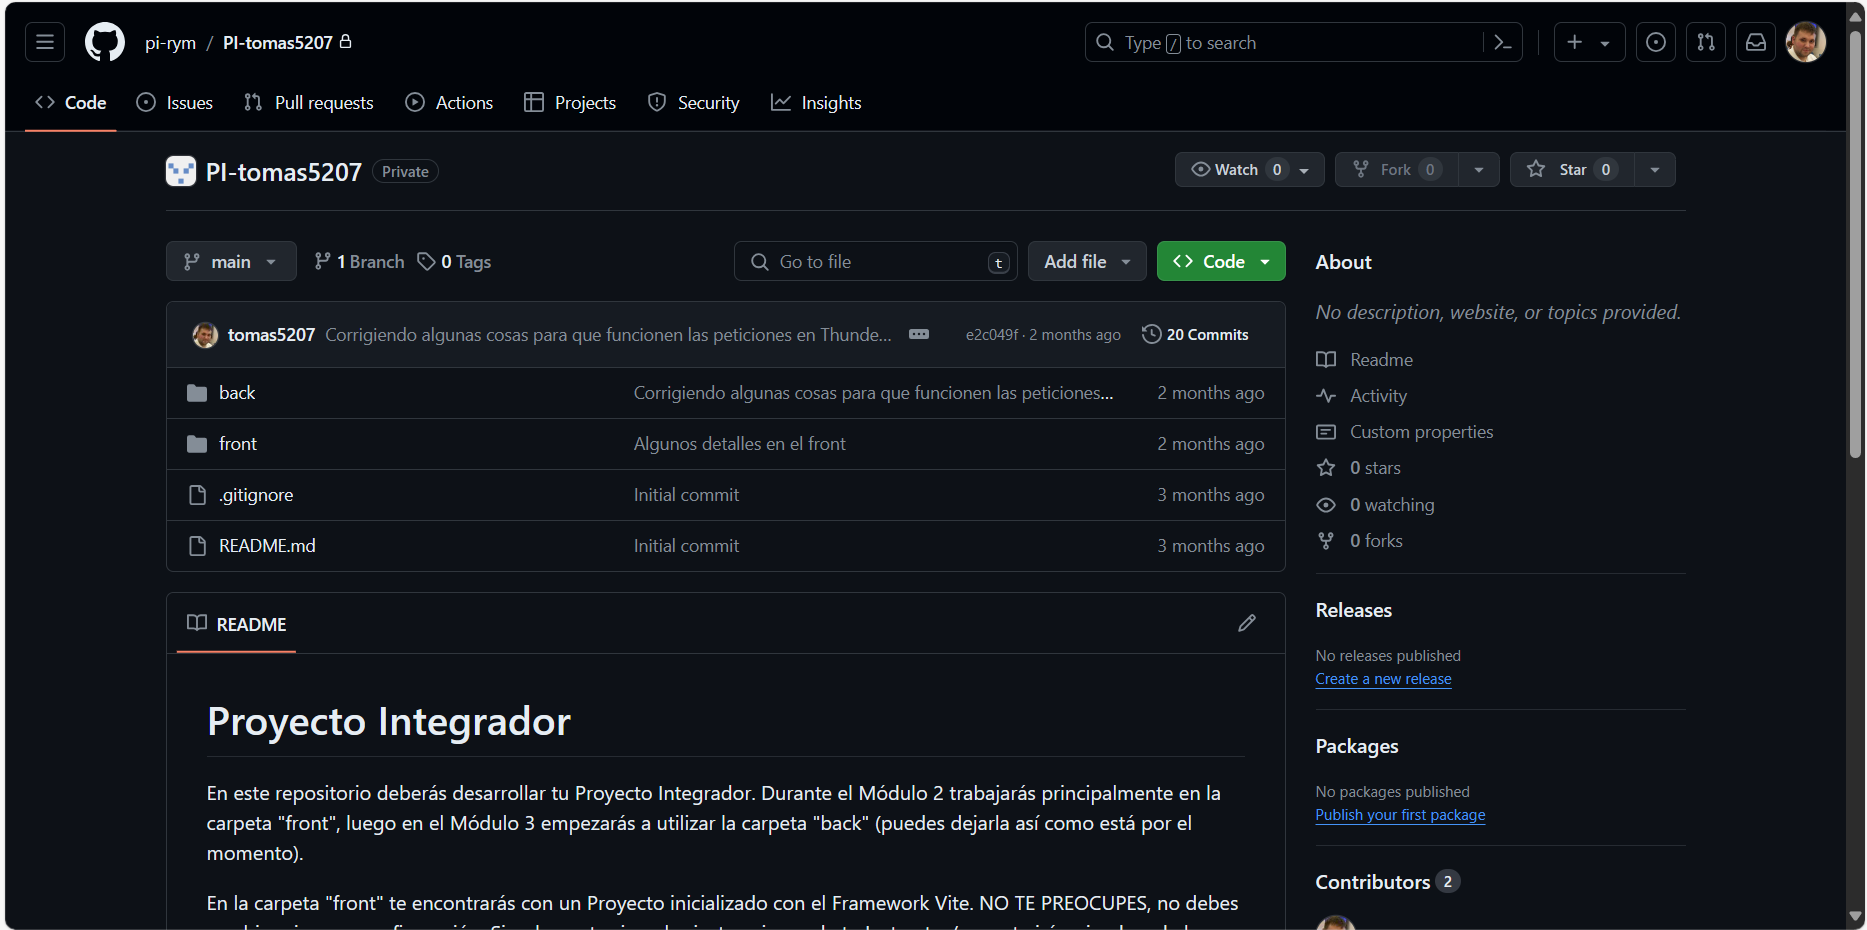 pi-rym / PI-tomas5207
Type / to search
Code Issues Pull requests Actions Projects Security Insights
PI-tomas5207 Private
Watch 0 Fork 0 Star 0
main 1 Branch 0 Tags
Go to file t Add file Code
tomas5207 Corrigiendo algunas cosas para que funcionen las peticiones en Thunde... e2c049f · 2 months ago 20 Commits
back Corrigiendo algunas cosas para que funcionen las peticiones... 2 months ago
front Algunos detalles en el front 2 months ago
.gitignore Initial commit 3 months ago
README.md Initial commit 3 months ago
README
Proyecto Integrador
En este repositorio deberás desarrollar tu Proyecto Integrador. Durante el Módulo 2 trabajarás principalmente en la
carpeta "front", luego en el Módulo 3 empezarás a utilizar la carpeta "back" (puedes dejarla así como está por el
momento).
En la carpeta "front" te encontrarás con un Proyecto inicializado con el Framework Vite. NO TE PREOCUPES, no debes
About
No description, website, or topics provided.
Readme
Activity
Custom properties
0 stars
0 watching
0 forks
Releases
No releases published
Create a new release
Packages
No packages published
Publish your first package
Contributors 2